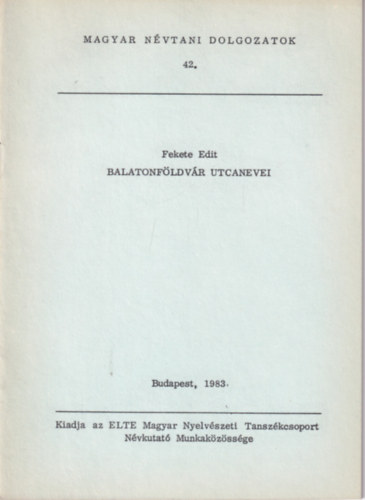 MAGYAR NÉVTANI DOLGOZATOK
42.
Fekete Edit
BALATONFÖLDVÁR UTCANEVEI
Budapest, 1983.
Kiadja az ELTE Magyar Nyelvészeti Tanszékcsoport
Névkutató Munkaközössége